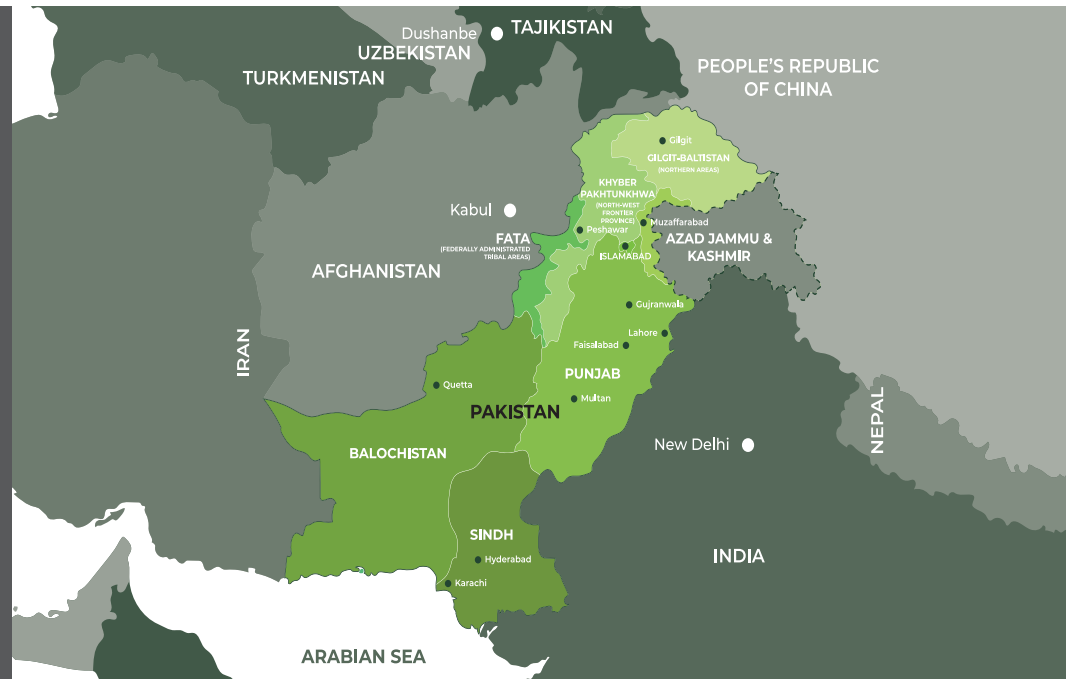 Dushanbe
TAJIKISTAN
UZBEKISTAN
TURKMENISTAN
PEOPLE'S REPUBLIC
OF CHINA
Gilgit
GILGIT-BALTISTAN
(NORTHERN AREAS)
KHYBER
PAKHTUNKHWA
(NORTH-WEST
FRONTIER
PROVINCE)
Kabul
Muzaffarabad
Peshawar
FATA
(FEDERALLY ADMINISTRATED
TRIBAL AREAS)
AZAD JAMMU &
KASHMIR
ISLAMABAD
AFGHANISTAN
Gujranwala
Lahore
Faisalabad
IRAN
PUNJAB
Quetta
Multan
PAKISTAN
NEPAL
New Delhi
BALOCHISTAN
SINDH
INDIA
Hyderabad
Karachi
ARABIAN SEA